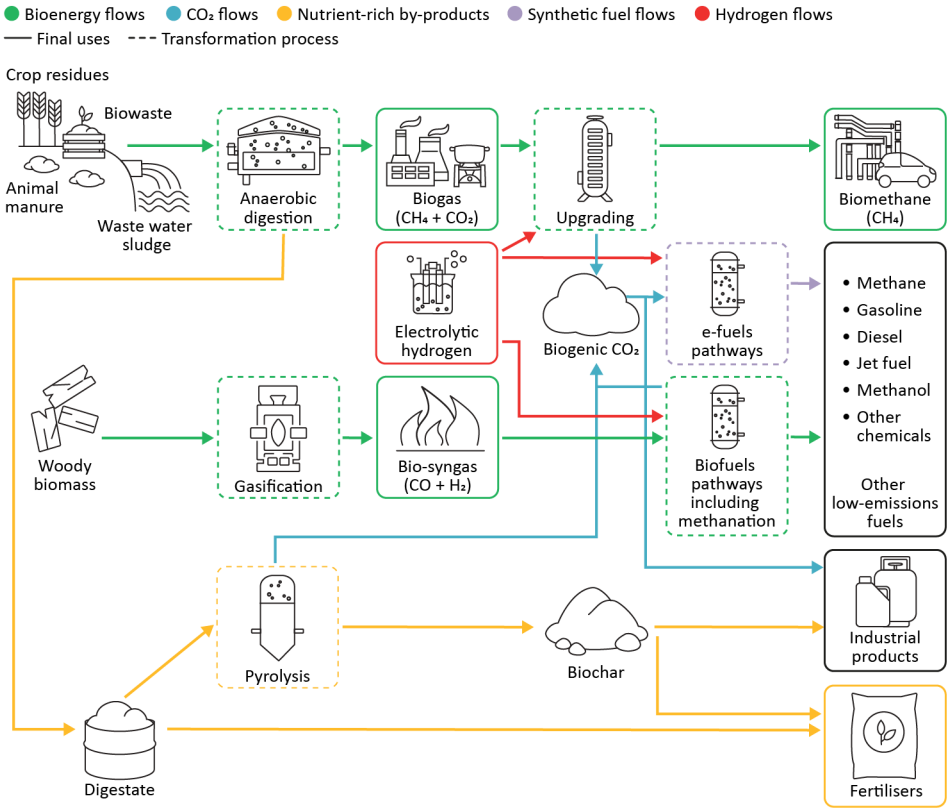 Bioenergy flows
CO₂ flows
Nutrient-rich by-products
Synthetic fuel flows
Hydrogen flows
Final uses
Transformation process
Crop residues
Biowaste
Animal
manure
Waste water
sludge
Anaerobic
digestion
Biogas
(CH₄ + CO₂)
Upgrading
Biomethane
(CH₄)
Electrolytic
hydrogen
Biogenic CO₂
e-fuels
pathways
• Methane
• Gasoline
• Diesel
• Jet fuel
• Methanol
• Other
chemicals
Other
low-emissions
fuels
Woody
biomass
Gasification
Bio-syngas
(CO + H₂)
Biofuels
pathways
including
methanation
Pyrolysis
Biochar
Industrial
products
Digestate
Fertilisers